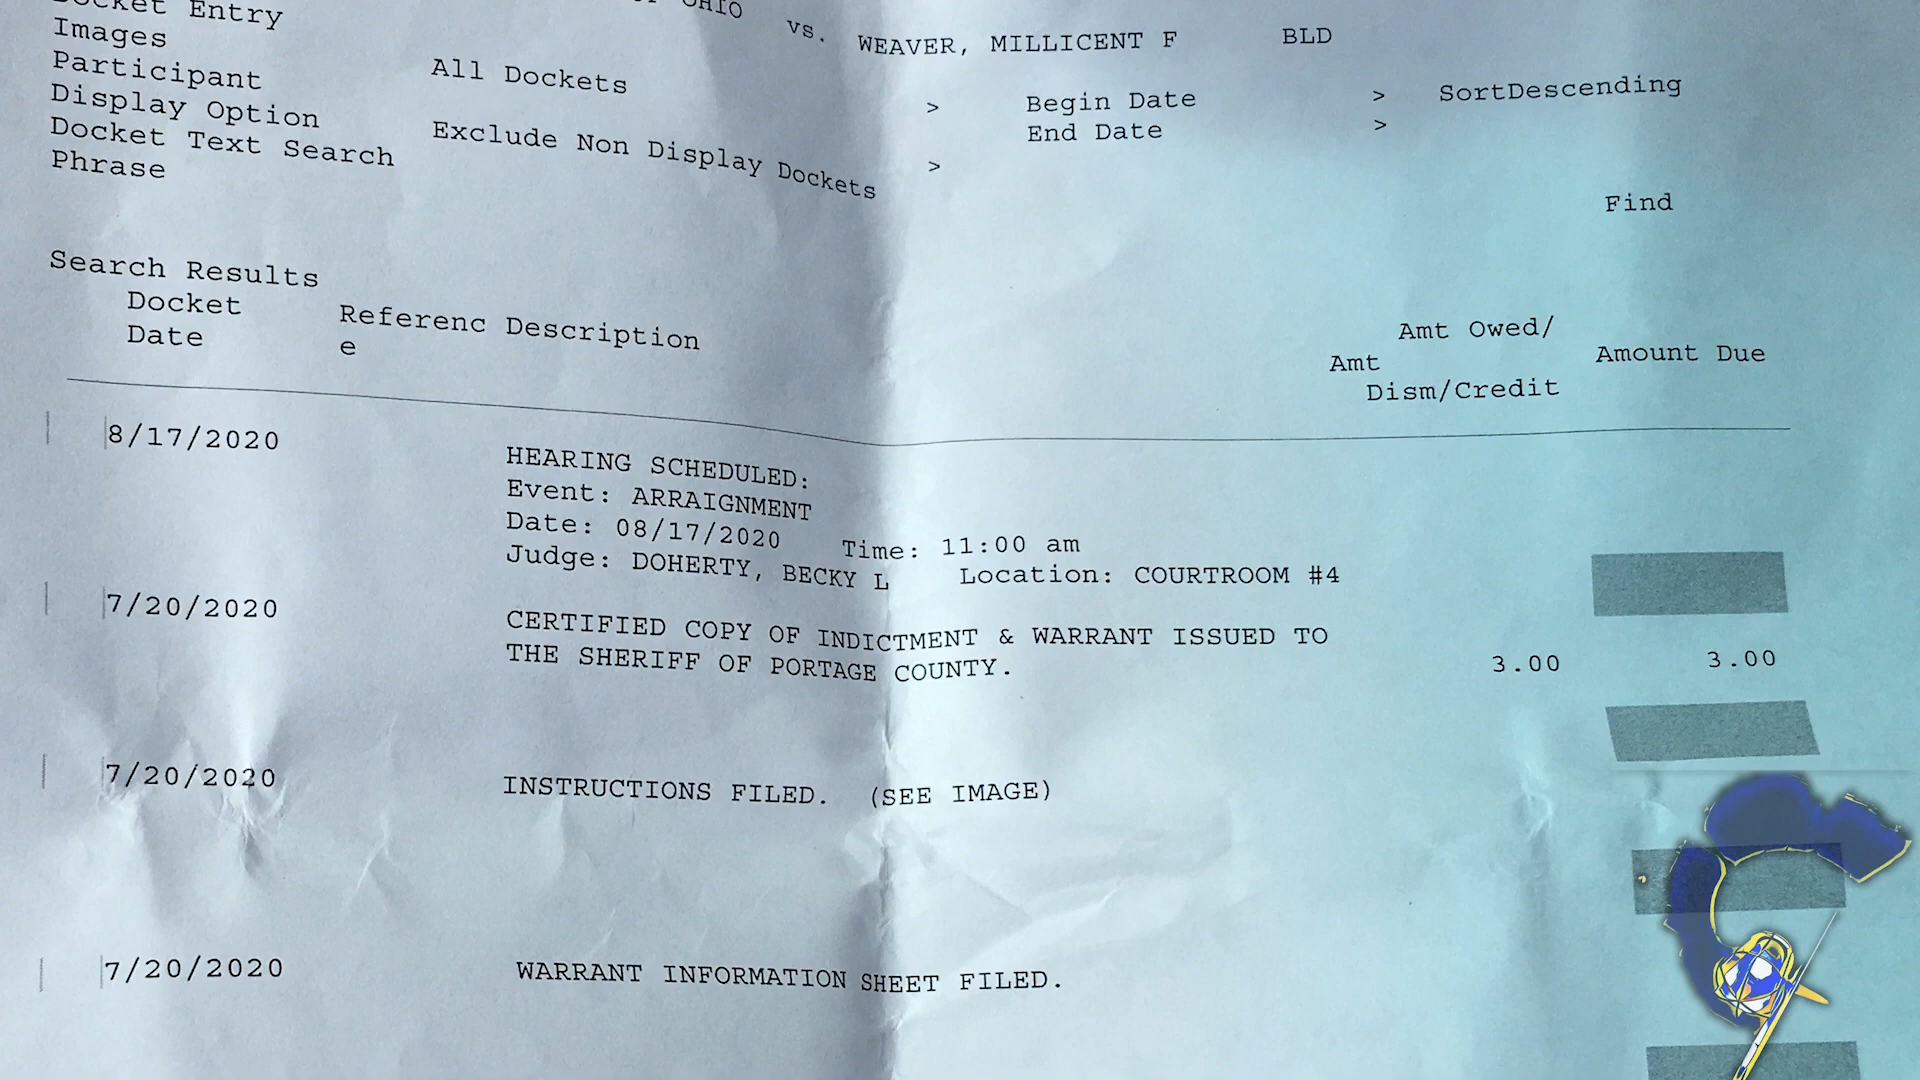 Docket Entry
OHIO vs. WEAVER, MILLICENT F BLD
Images
Participant All Dockets > Begin Date > SortDescending
Display Option End Date >
Docket Text Search Exclude Non Display Dockets >
Phrase
Find
Search Results
Docket Referenc Description Amt Owed/
Date e Amt Amount Due
Dism/Credit
8/17/2020 HEARING SCHEDULED:
Event: ARRAIGNMENT
Date: 08/17/2020 Time: 11:00 am
Judge: DOHERTY, BECKY L Location: COURTROOM #4
7/20/2020 CERTIFIED COPY OF INDICTMENT & WARRANT ISSUED TO
THE SHERIFF OF PORTAGE COUNTY. 3.00 3.00
7/20/2020 INSTRUCTIONS FILED. (SEE IMAGE)
7/20/2020 WARRANT INFORMATION SHEET FILED.